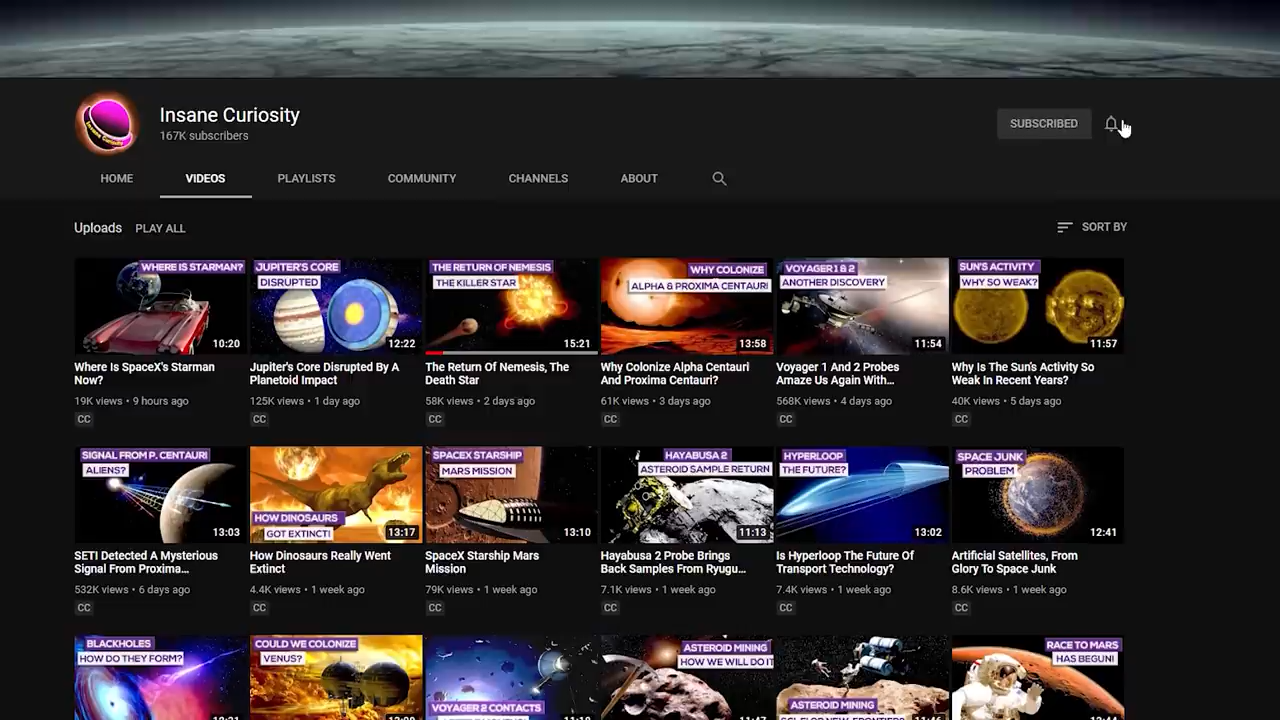 Insane Curiosity
167K subscribers
SUBSCRIBED
HOME
VIDEOS
PLAYLISTS
COMMUNITY
CHANNELS
ABOUT
Uploads
PLAY ALL
SORT BY
WHERE IS STARMAN?
10:20
Where Is SpaceX's Starman
Now?
19K views • 9 hours ago
CC
JUPITER'S CORE
DISRUPTED
12:22
Jupiter's Core Disrupted By A
Planetoid Impact
125K views • 1 day ago
CC
THE RETURN OF NEMESIS
THE KILLER STAR
15:21
The Return Of Nemesis, The
Death Star
58K views • 2 days ago
CC
WHY COLONIZE
ALPHA & PROXIMA CENTAURI
13:58
Why Colonize Alpha Centauri
And Proxima Centauri?
61K views • 3 days ago
CC
VOYAGER 1 & 2
ANOTHER DISCOVERY
11:54
Voyager 1 And 2 Probes
Amaze Us Again With...
568K views • 4 days ago
CC
SUN'S ACTIVITY
WHY SO WEAK?
11:57
Why Is The Sun's Activity So
Weak In Recent Years?
40K views • 5 days ago
CC
SIGNAL FROM P. CENTAURI
ALIENS?
13:03
SETI Detected A Mysterious
Signal From Proxima...
532K views • 6 days ago
CC
HOW DINOSAURS
GOT EXTINCT!
13:17
How Dinosaurs Really Went
Extinct
4.4K views • 1 week ago
CC
SPACEX STARSHIP
MARS MISSION
13:10
SpaceX Starship Mars
Mission
79K views • 1 week ago
CC
HAYABUSA 2
ASTEROID SAMPLE RETURN
11:13
Hayabusa 2 Probe Brings
Back Samples From Ryugu...
7.1K views • 1 week ago
CC
HYPERLOOP
THE FUTURE?
13:02
Is Hyperloop The Future Of
Transport Technology?
7.4K views • 1 week ago
CC
SPACE JUNK
PROBLEM
12:41
Artificial Satellites, From
Glory To Space Junk
8.6K views • 1 week ago
CC
BLACKHOLES
HOW DO THEY FORM?
COULD WE COLONIZE
VENUS?
VOYAGER 2 CONTACTS
ASTEROID MINING
HOW WE WILL DO IT
ASTEROID MINING
RACE TO MARS
HAS BEGUN!